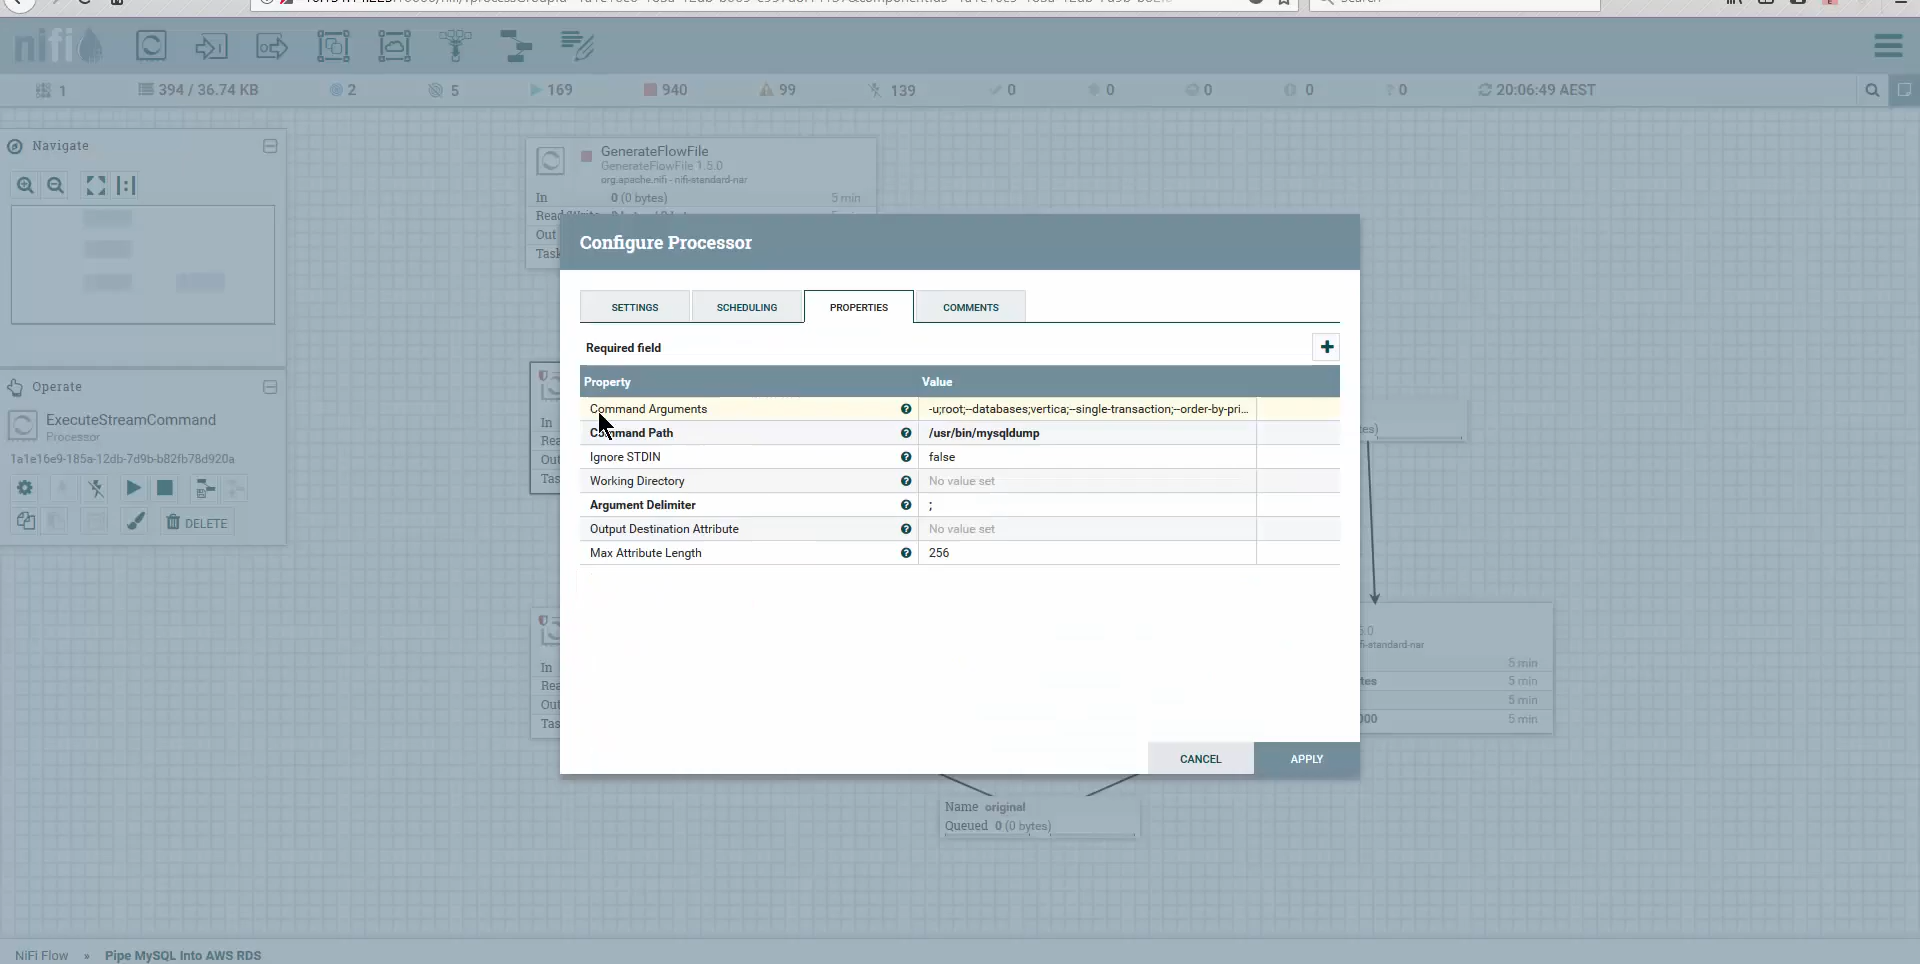 nifi
1
394 / 36.74 KB
2
5
169
940
99
139
0
0
0
0
0
20:06:49 AEST
Navigate
GenerateFlowFile
GenerateFlowFile 1.5.0
org.apache.nifi - nifi-standard-nar
In 0 (0 bytes) 5 min
Out
Configure Processor
SETTINGS
SCHEDULING
PROPERTIES
COMMENTS
Required field
Property
Value
Command Arguments
-u;root;--databases;vertica;--single-transaction;--order-by-pri...
Command Path
/usr/bin/mysqldump
Ignore STDIN
false
Working Directory
No value set
Argument Delimiter
;
Output Destination Attribute
No value set
Max Attribute Length
256
CANCEL
APPLY
Operate
ExecuteStreamCommand
Processor
1a1e16e9-185a-12db-7d9b-b82fb78d920a
DELETE
In
Out
In
Out
fi-standard-nar
5 min
5 min
5 min
5 min
Name original
Queued 0 (0 bytes)
NiFi Flow » Pipe MySQL Into AWS RDS